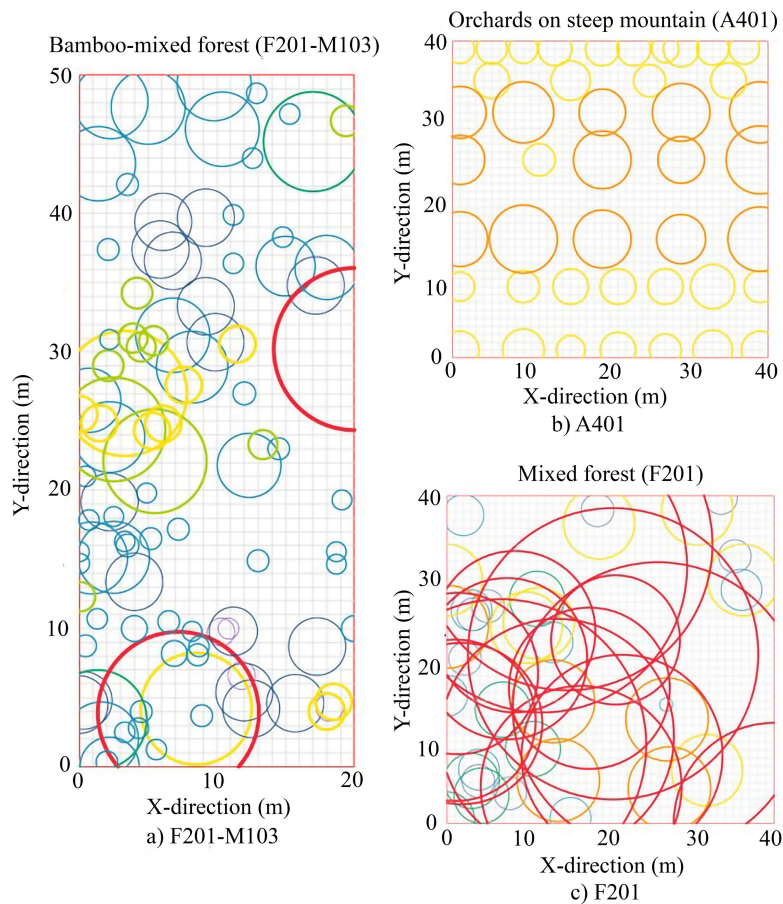 Bamboo-mixed forest (F201-M103)
50
40
30
20
10
0
0
10
20
Y-direction (m)
X-direction (m)
a) F201-M103
Orchards on steep mountain (A401)
40
30
20
10
0
0
10
20
30
40
Y-direction (m)
X-direction (m)
b) A401
Mixed forest (F201)
40
30
20
10
0
0
10
20
30
40
Y-direction (m)
X-direction (m)
c) F201